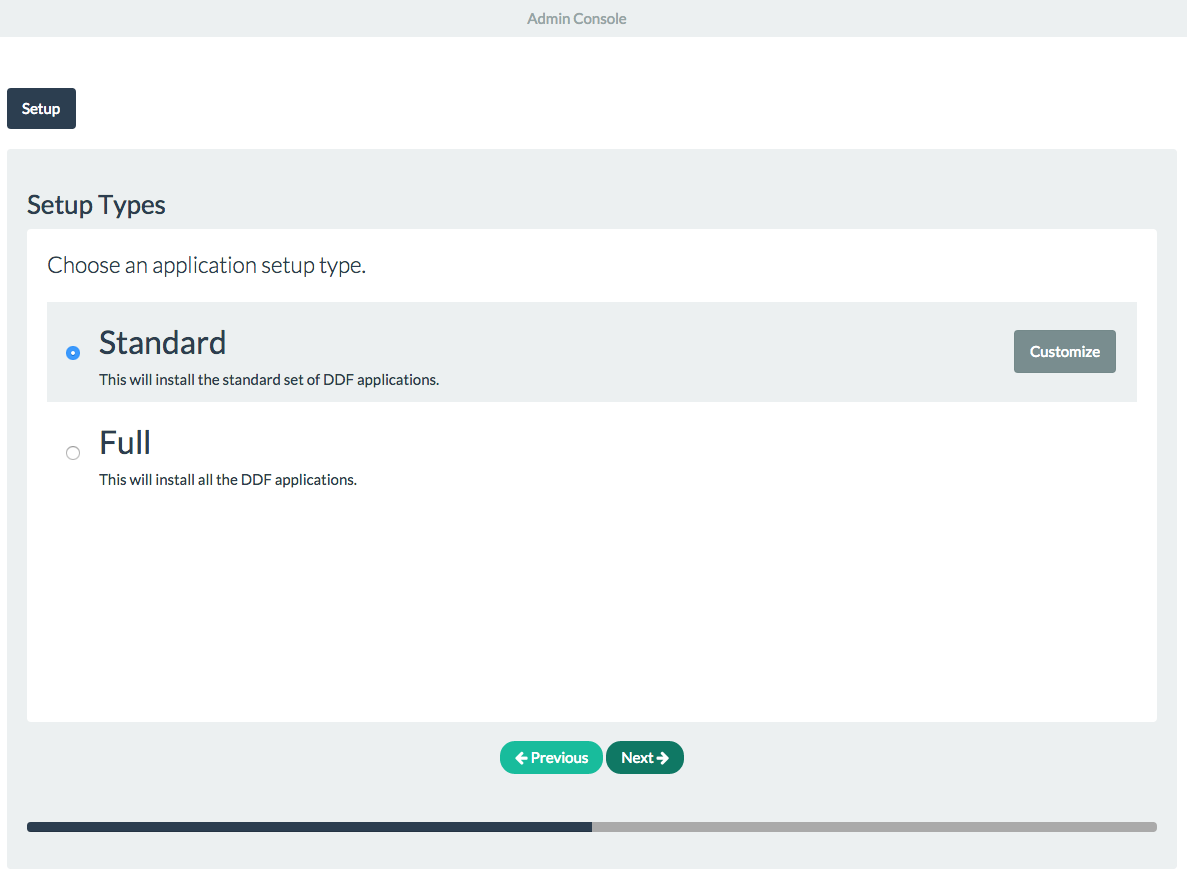 Admin Console
Setup
Setup Types
Choose an application setup type.
Standard
This will install the standard set of DDF applications.
Customize
Full
This will install all the DDF applications.
Previous
Next